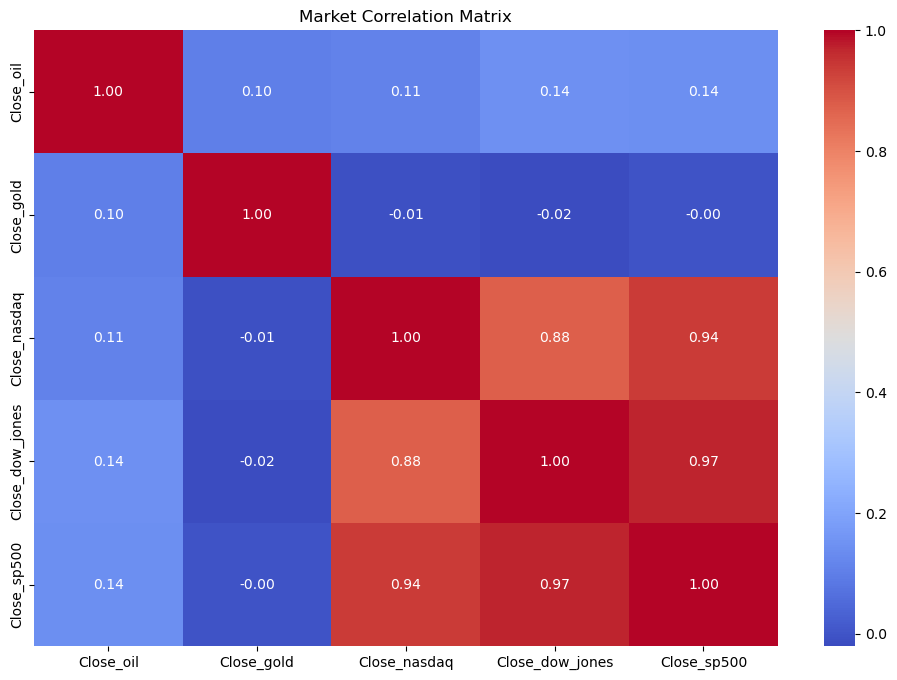 Market Correlation Matrix
Close_oil
1.00 0.10 0.11 0.14 0.14
Close_gold
0.10 1.00 -0.01 -0.02 -0.00
Close_nasdaq
0.11 -0.01 1.00 0.88 0.94
Close_dow_jones
0.14 -0.02 0.88 1.00 0.97
Close_sp500
0.14 -0.00 0.94 0.97 1.00
Close_oil Close_gold Close_nasdaq Close_dow_jones Close_sp500
1.0
0.8
0.6
0.4
0.2
0.0